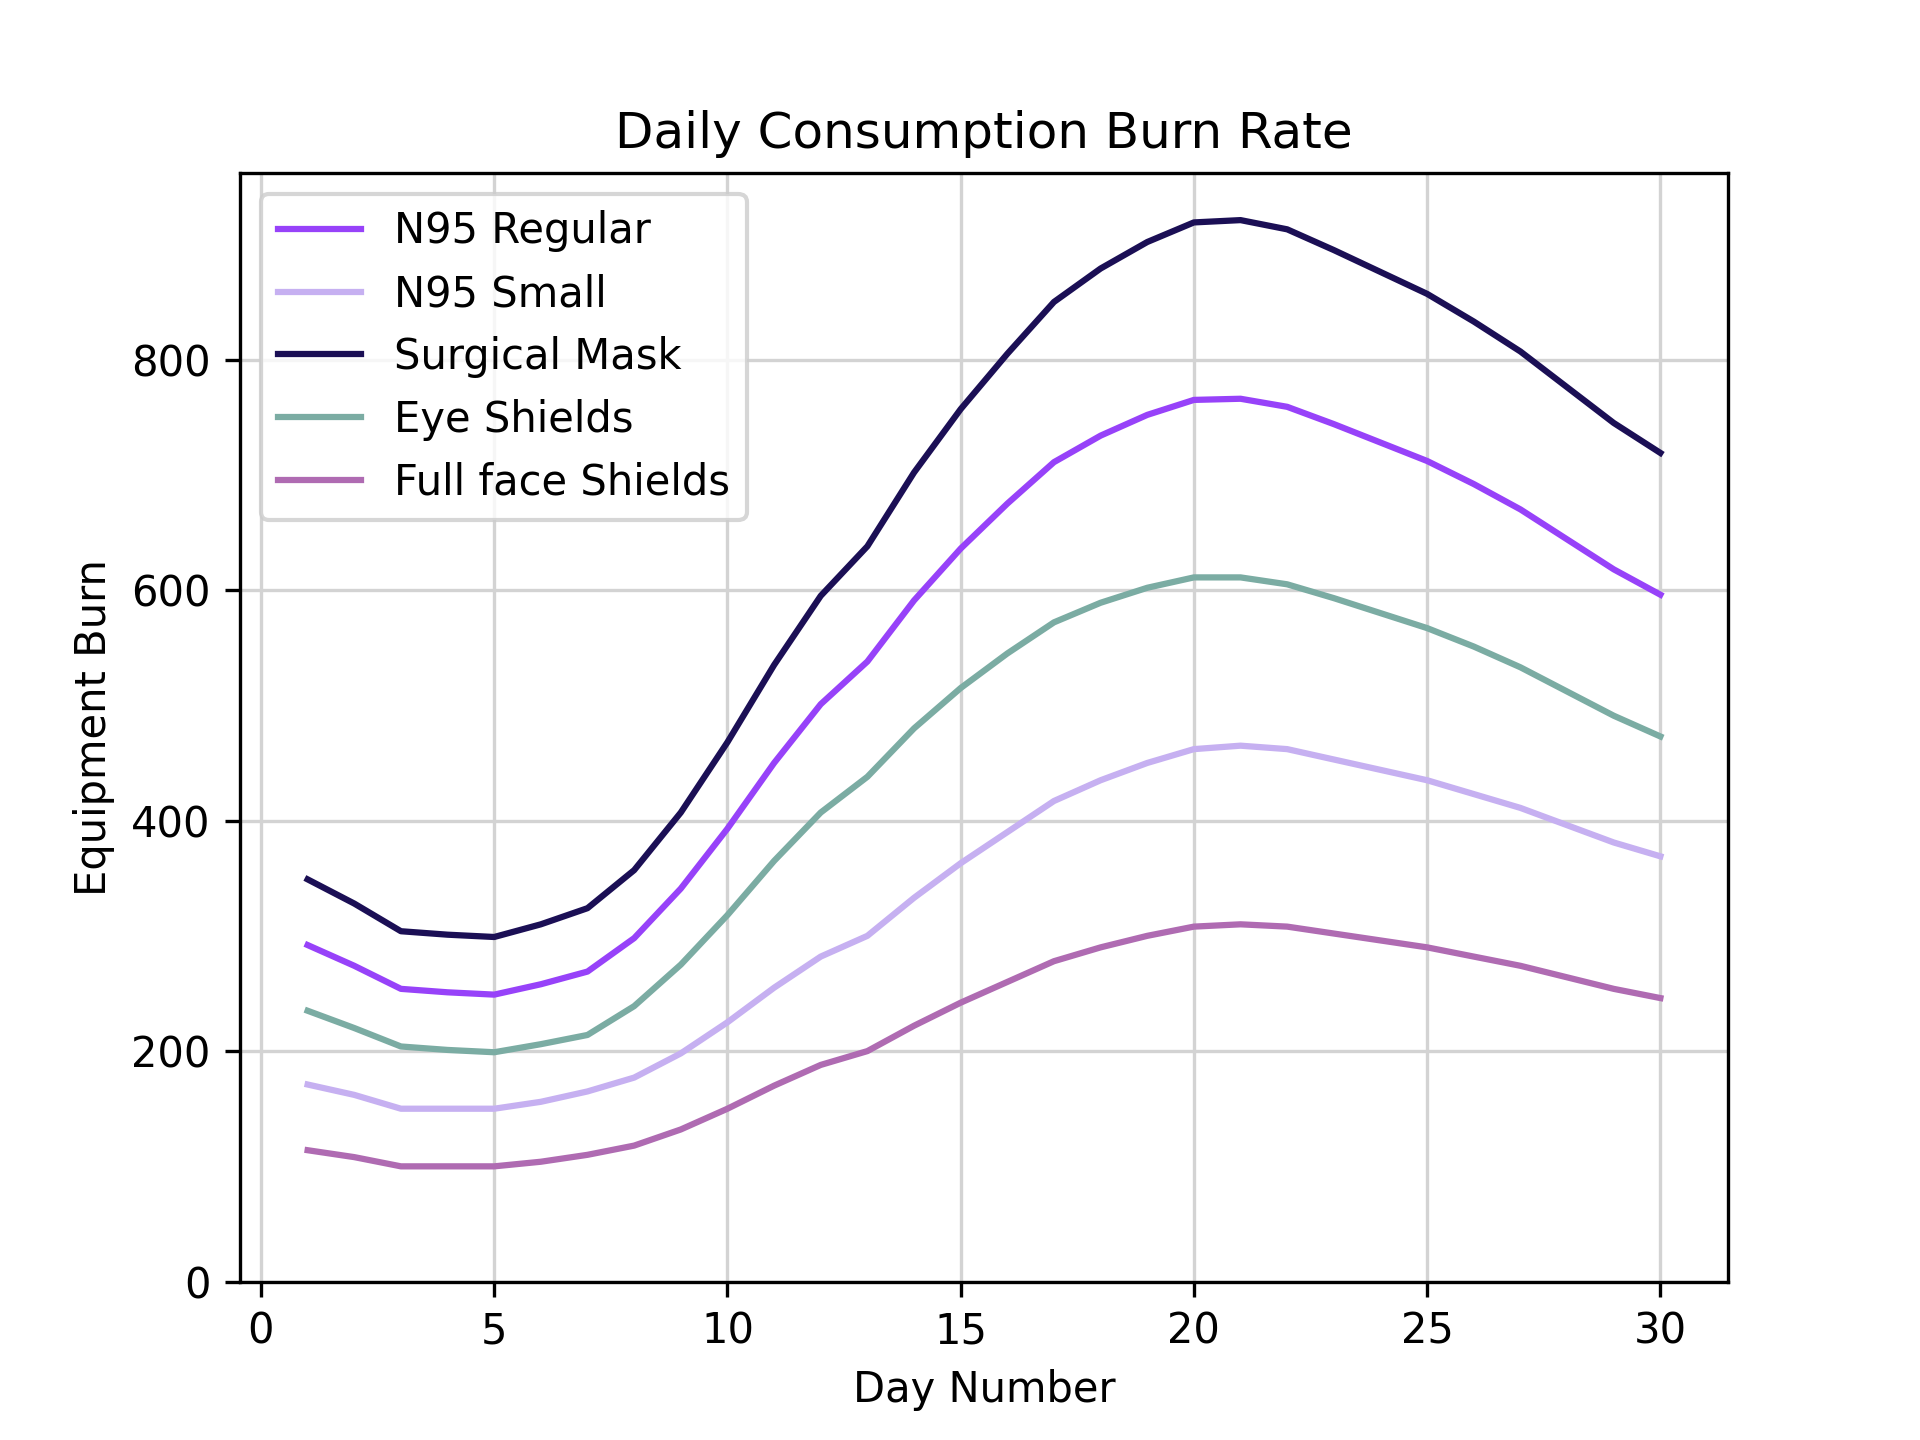 Daily Consumption Burn Rate
N95 Regular
N95 Small
Surgical Mask
Eye Shields
Full face Shields
Equipment Burn
800
600
400
200
0
0 5 10 15 20 25 30
Day Number